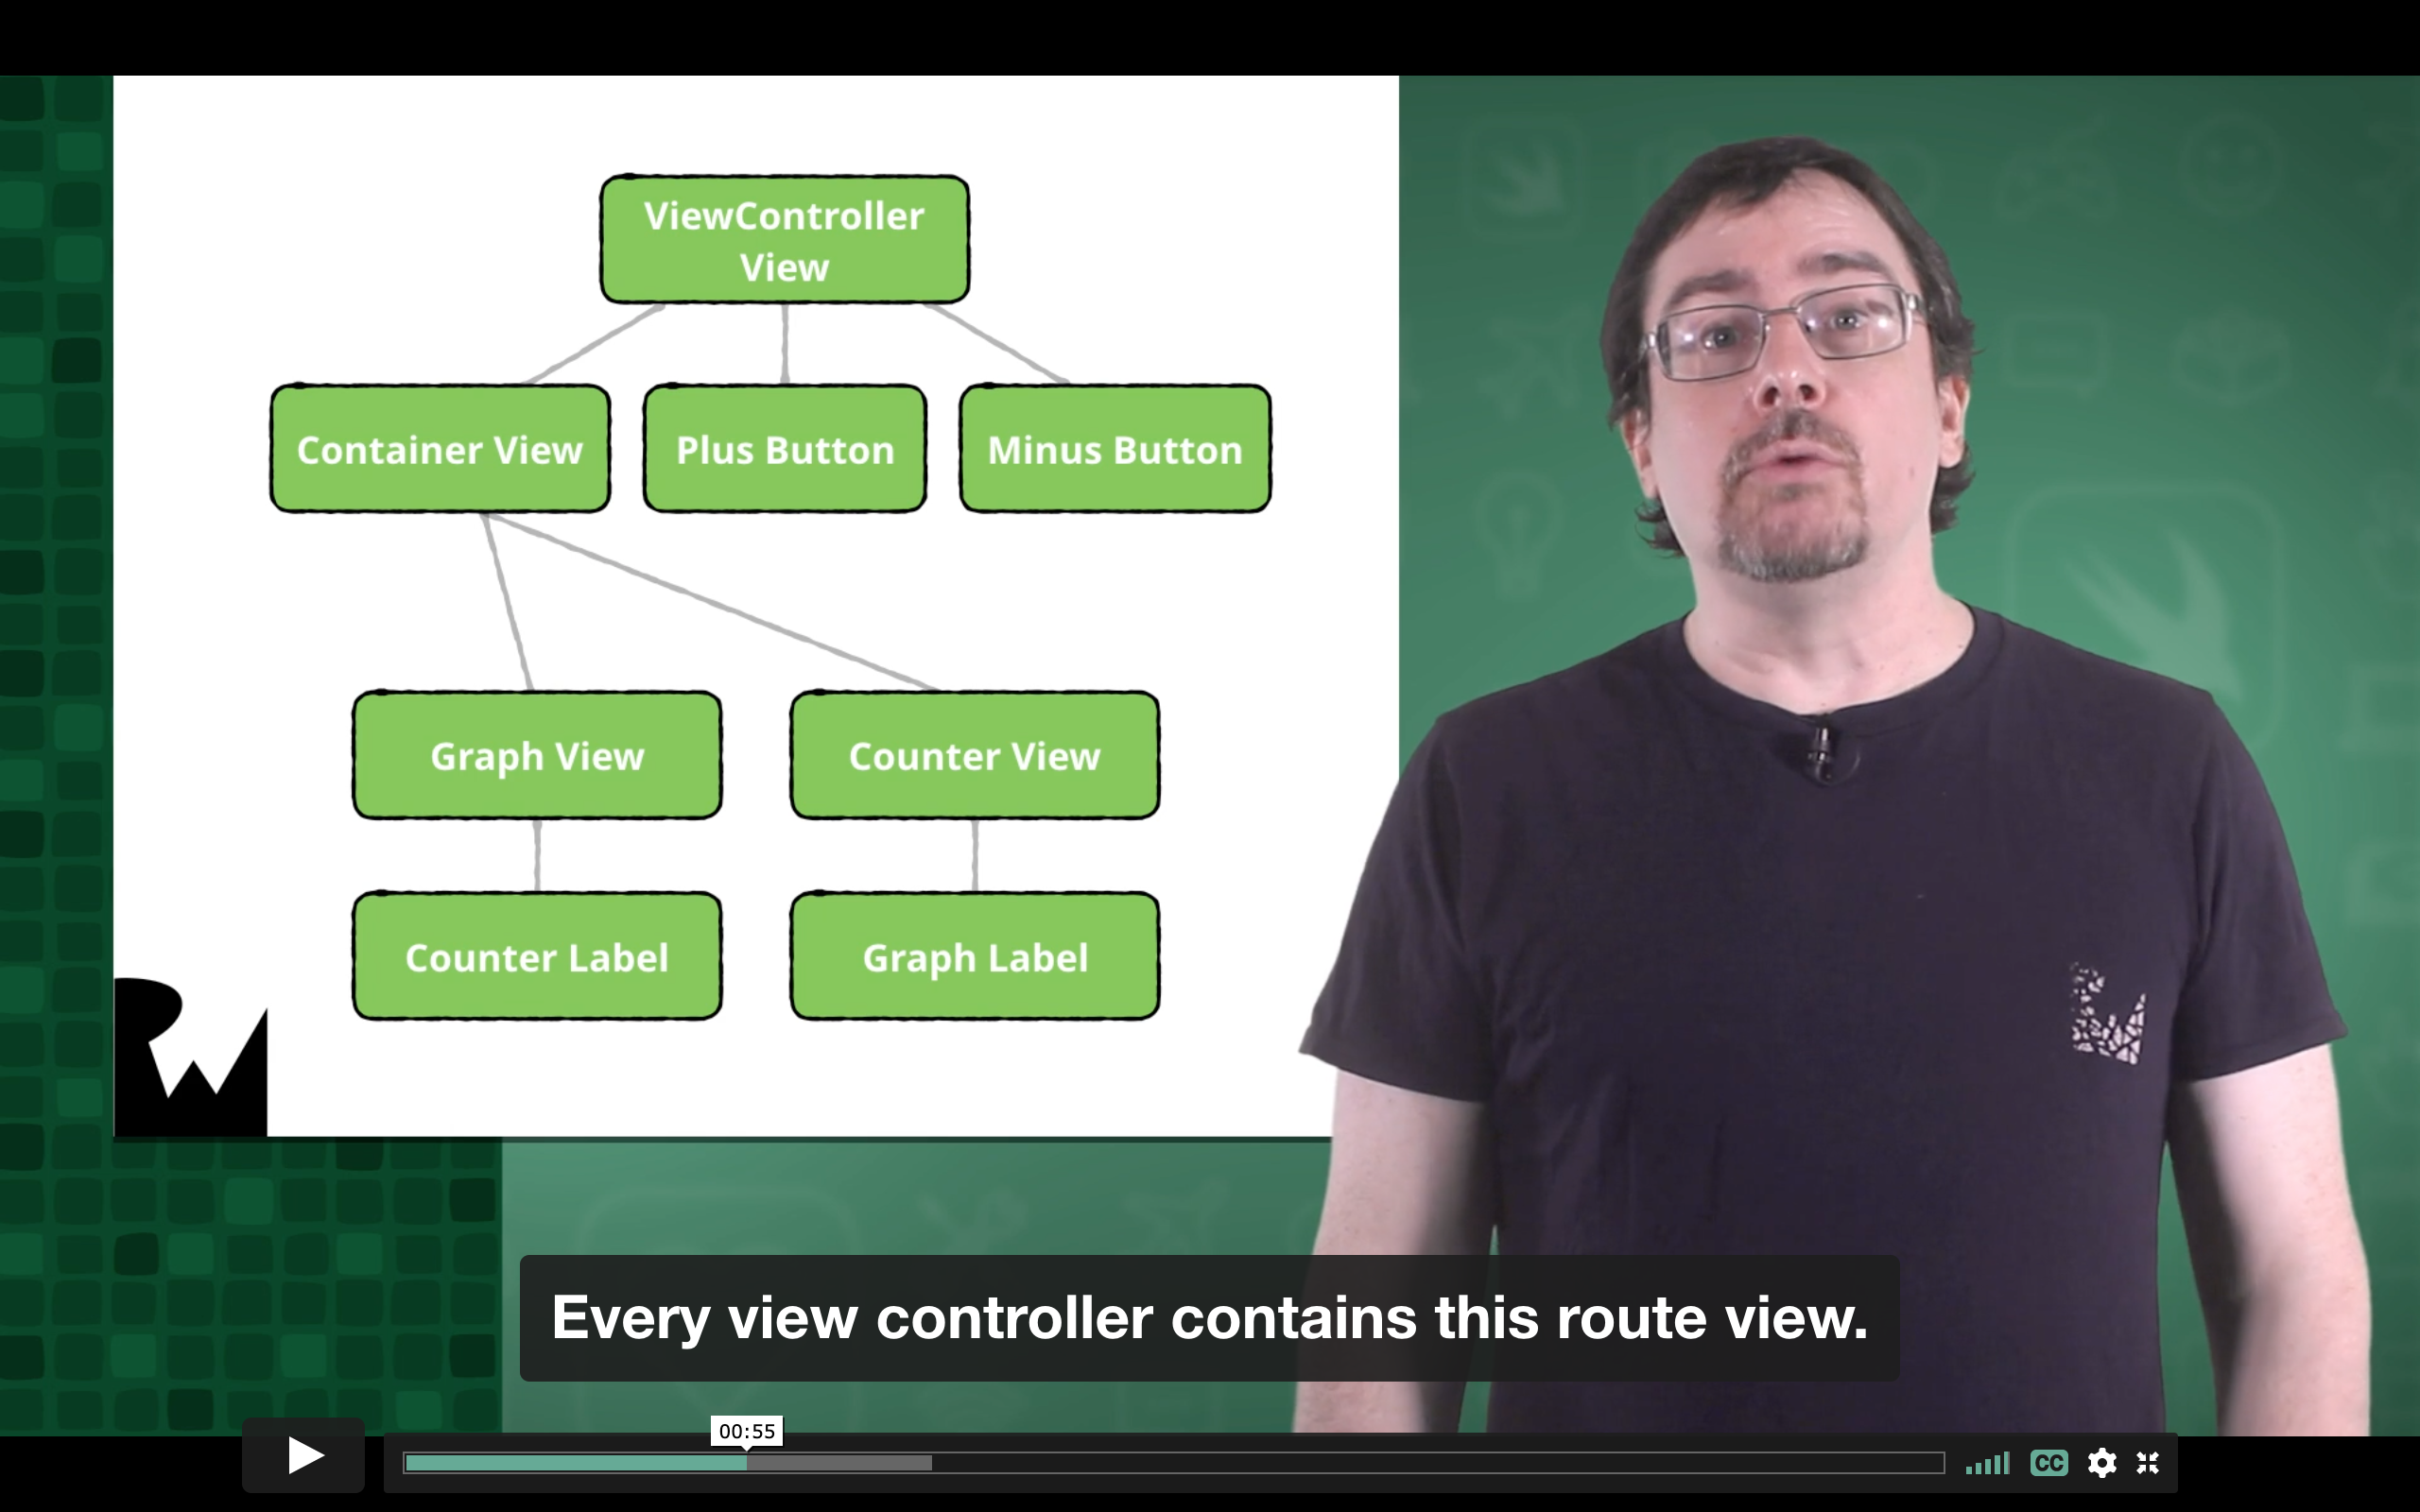 ViewController
View
Container View
Plus Button
Minus Button
Graph View
Counter View
Counter Label
Graph Label
RW
Every view controller contains this route view.
00:55
CC